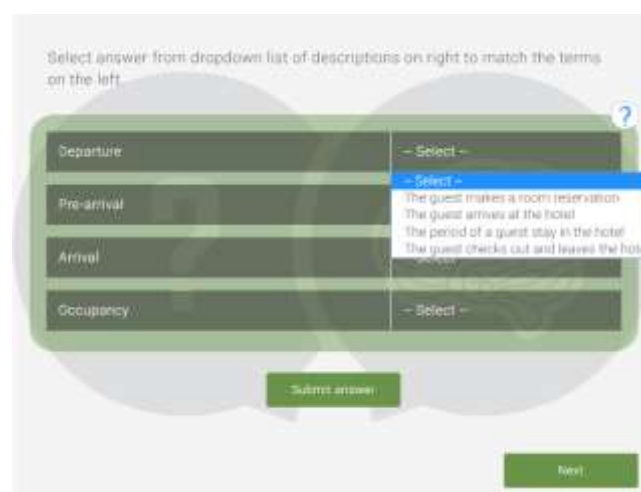 Select answer from dropdown list of descriptions on right to match the terms
on the left.
?
Departure
-- Select --
-- Select --
The guest makes a room reservation
The guest arrives at the hotel
The period of a guest stay in the hotel
The guest checks out and leaves the hot
Pre-arrival
Arrival
Occupancy
-- Select --
Submit answer
Next